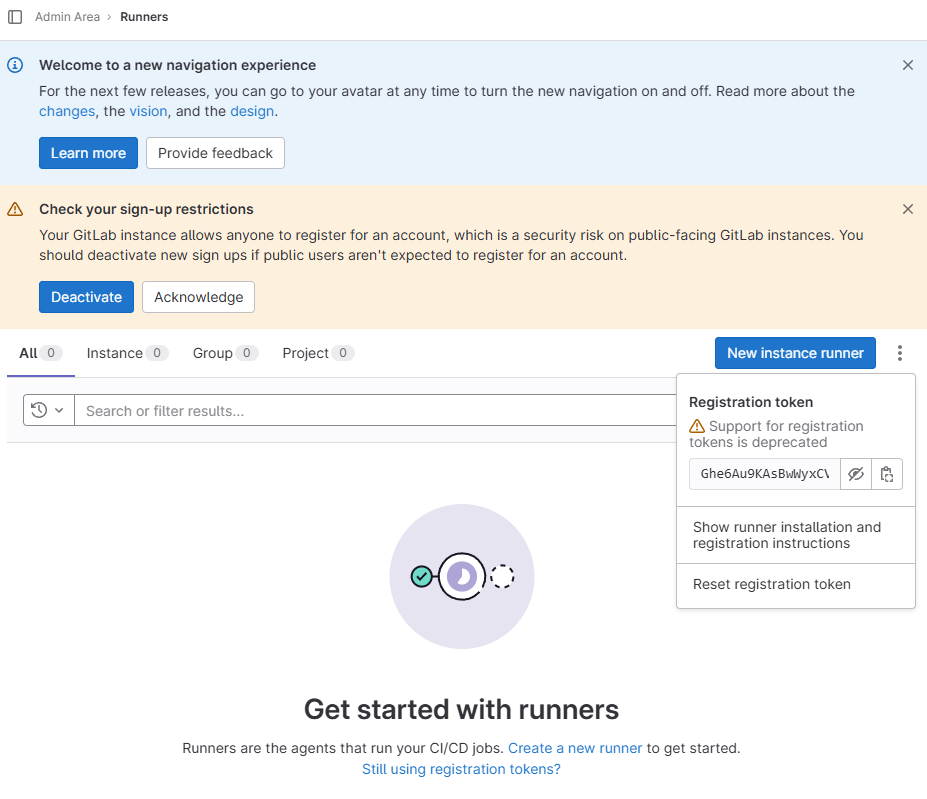 Admin Area › Runners
Welcome to a new navigation experience
For the next few releases, you can go to your avatar at any time to turn the new navigation on and off. Read more about the
changes, the vision, and the design.
Learn more Provide feedback
Check your sign-up restrictions
Your GitLab instance allows anyone to register for an account, which is a security risk on public-facing GitLab instances. You
should deactivate new sign ups if public users aren't expected to register for an account.
Deactivate Acknowledge
All 0 Instance 0 Group 0 Project 0 New instance runner
Search or filter results...
Registration token
Support for registration
tokens is deprecated
Ghe6Au9KAsBwWyxC
Show runner installation and
registration instructions
Reset registration token
Get started with runners
Runners are the agents that run your CI/CD jobs. Create a new runner to get started.
Still using registration tokens?